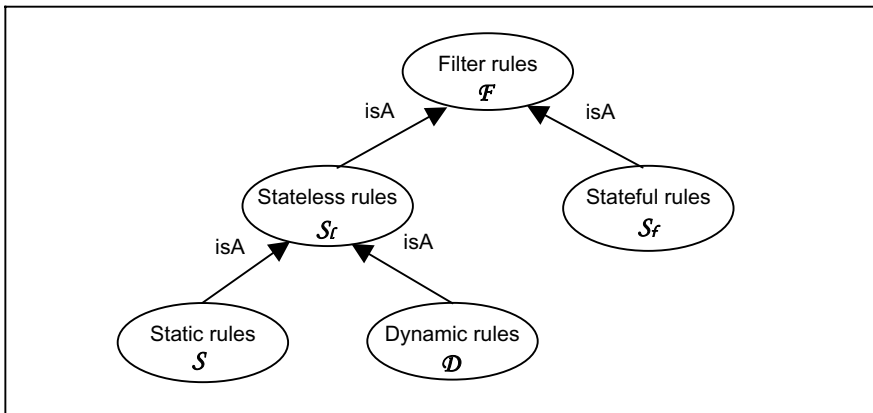 Filter rules
F
isA
isA
Stateless rules
Sl
Stateful rules
Sf
isA
isA
Static rules
S
Dynamic rules
D